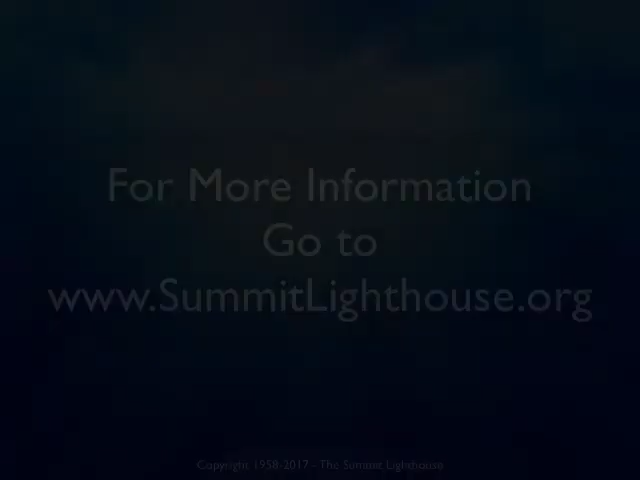 For More Information
Go to
www.SummitLighthouse.org
Copyright 1958-2017 - The Summit Lighthouse